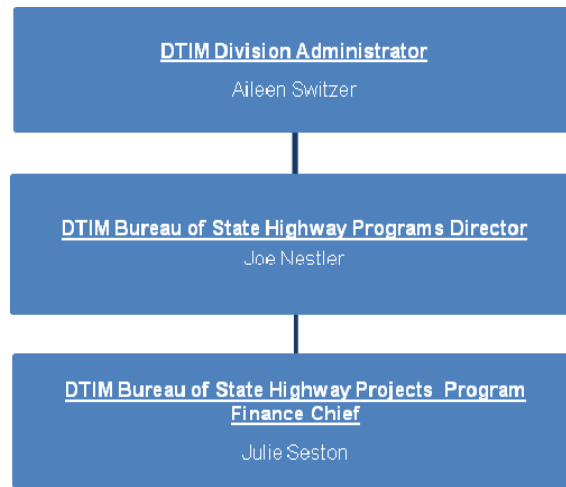 DTIM Division Administrator
Aileen Switzer
DTIM Bureau of State Highway Programs Director
Joe Nestler
DTIM Bureau of State Highway Projects Program
Finance Chief
Julie Seston